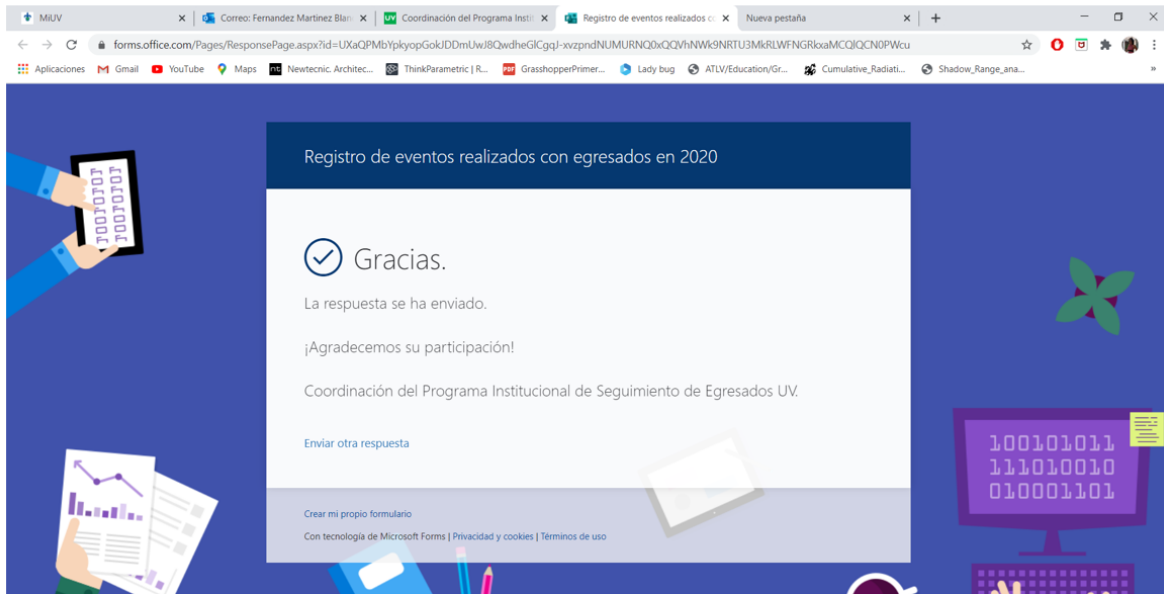 MiUV
Correo: Fernandez Martinez Blan
Coordinación del Programa Instit
Registro de eventos realizados co
Nueva pestaña
forms.office.com/Pages/ResponsePage.aspx?id=UXaQPMbYpkyopGokJDDmUwJ8QwdheGlCgqJ-xvzpndNUMURNQ0xQQVhNWk9NRTU3MkRLWFNGRkxaMCQlQCN0PWcu
Aplicaciones
Gmail
YouTube
Maps
Newtecnic. Architec...
ThinkParametric | R...
GrasshopperPrimer...
Lady bug
ATLV/Education/Gr...
Cumulative_Radiati...
Shadow_Range_ana...
Registro de eventos realizados con egresados en 2020
Gracias.
La respuesta se ha enviado.
¡Agradecemos su participación!
Coordinación del Programa Institucional de Seguimiento de Egresados UV.
Enviar otra respuesta
Crear mi propio formulario
Con tecnología de Microsoft Forms | Privacidad y cookies | Términos de uso
100101011
111010010
010001101